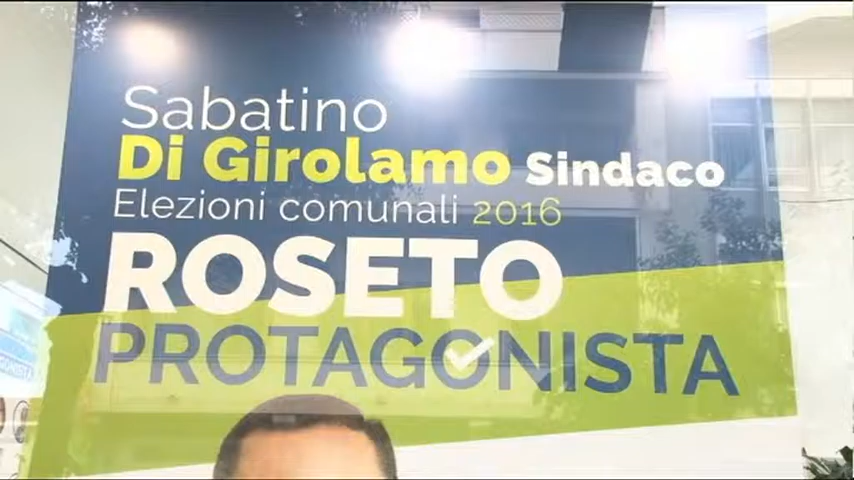 Sabatino
Di Girolamo Sindaco
Elezioni comunali 2016
ROSETO
PROTAGONISTA